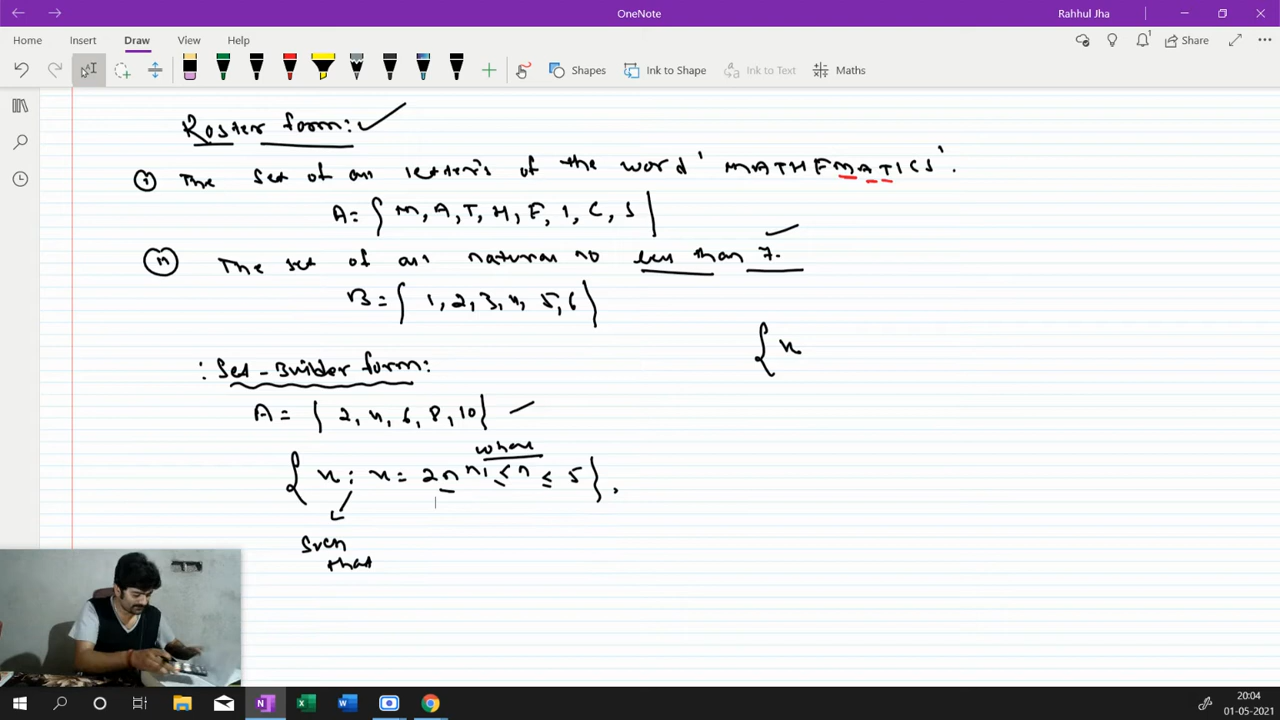 OneNote
Rahhul Jha
Home Insert Draw View Help
Share
Shapes Ink to Shape Ink to Text Maths
Roster form:
(i) The set of all letters of the word 'MATHEMATICS'.
A = { M, A, T, H, E, I, C, S }
(ii) The set of all natural no less than 7.
B = { 1, 2, 3, 4, 5, 6 }
{ x
: Set-Builder form:
A = { 2, 4, 6, 8, 10 }
where
{ x : x = 2n 1 ≤ n ≤ 5 },
Such
that
20:04
01-05-2021